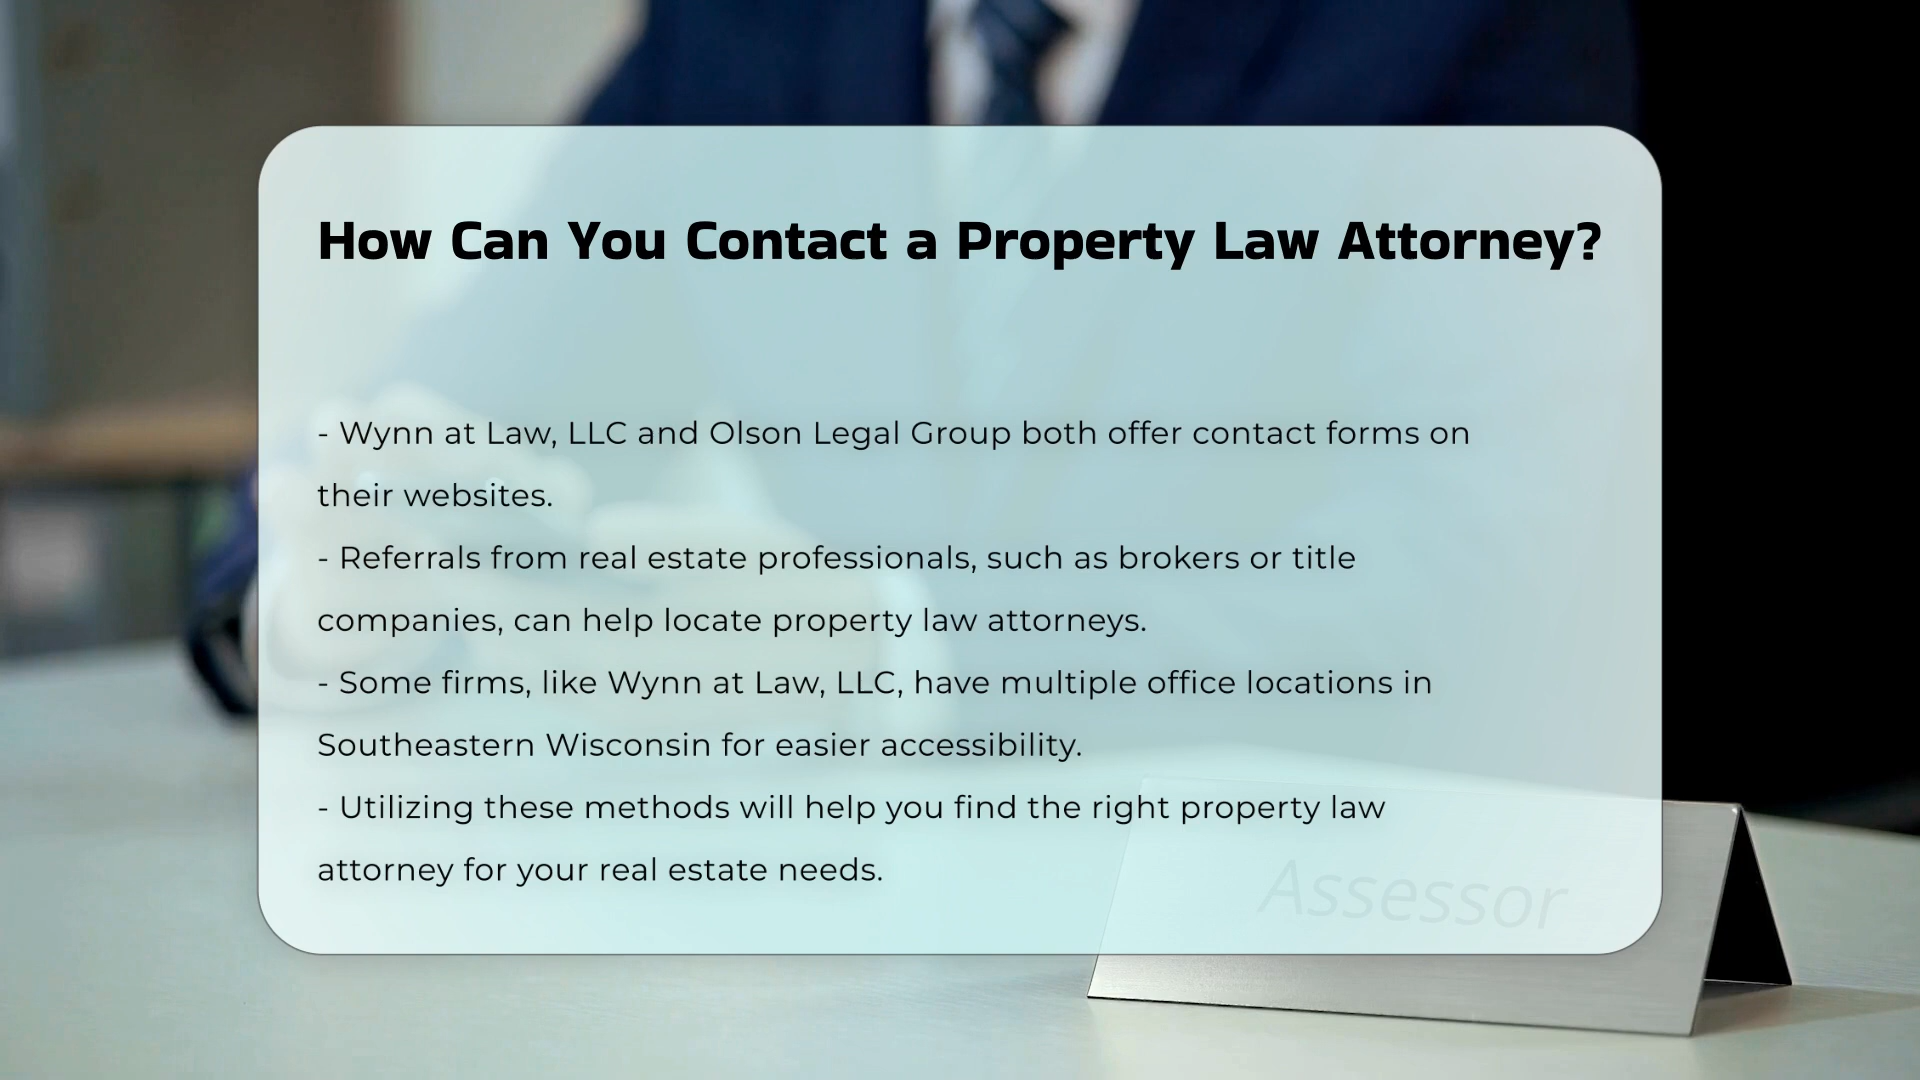 How Can You Contact a Property Law Attorney?
- Wynn at Law, LLC and Olson Legal Group both offer contact forms on
their websites.
- Referrals from real estate professionals, such as brokers or title
companies, can help locate property law attorneys.
- Some firms, like Wynn at Law, LLC, have multiple office locations in
Southeastern Wisconsin for easier accessibility.
- Utilizing these methods will help you find the right property law
attorney for your real estate needs.
Assessor